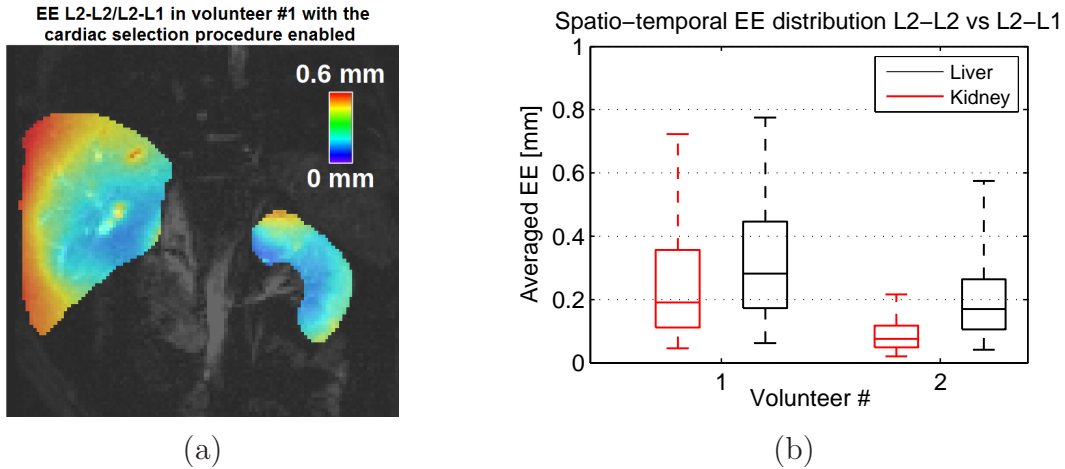 EE L2-L2/L2-L1 in volunteer #1 with the
cardiac selection procedure enabled
0.6 mm
0 mm
(a)
Spatio-temporal EE distribution L2-L2 vs L2-L1
1
0.8
0.6
0.4
0.2
0
Averaged EE [mm]
Liver
Kidney
1
2
Volunteer #
(b)